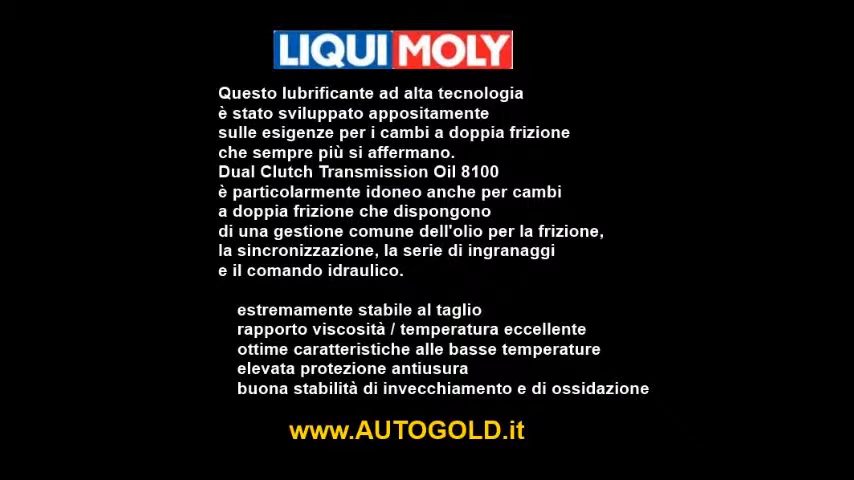 LIQUI MOLY
Questo lubrificante ad alta tecnologia
è stato sviluppato appositamente
sulle esigenze per i cambi a doppia frizione
che sempre più si affermano.
Dual Clutch Transmission Oil 8100
è particolarmente idoneo anche per cambi
a doppia frizione che dispongono
di una gestione comune dell'olio per la frizione,
la sincronizzazione, la serie di ingranaggi
e il comando idraulico.
estremamente stabile al taglio
rapporto viscosità / temperatura eccellente
ottime caratteristiche alle basse temperature
elevata protezione antiusura
buona stabilità di invecchiamento e di ossidazione
www.AUTOGOLD.it